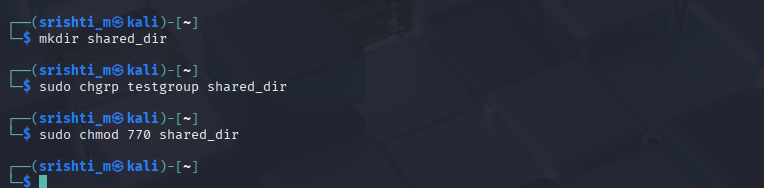 ┌──(srishti_m㉿kali)-[~]
└─$ mkdir shared_dir
┌──(srishti_m㉿kali)-[~]
└─$ sudo chgrp testgroup shared_dir
┌──(srishti_m㉿kali)-[~]
└─$ sudo chmod 770 shared_dir
┌──(srishti_m㉿kali)-[~]
└─$